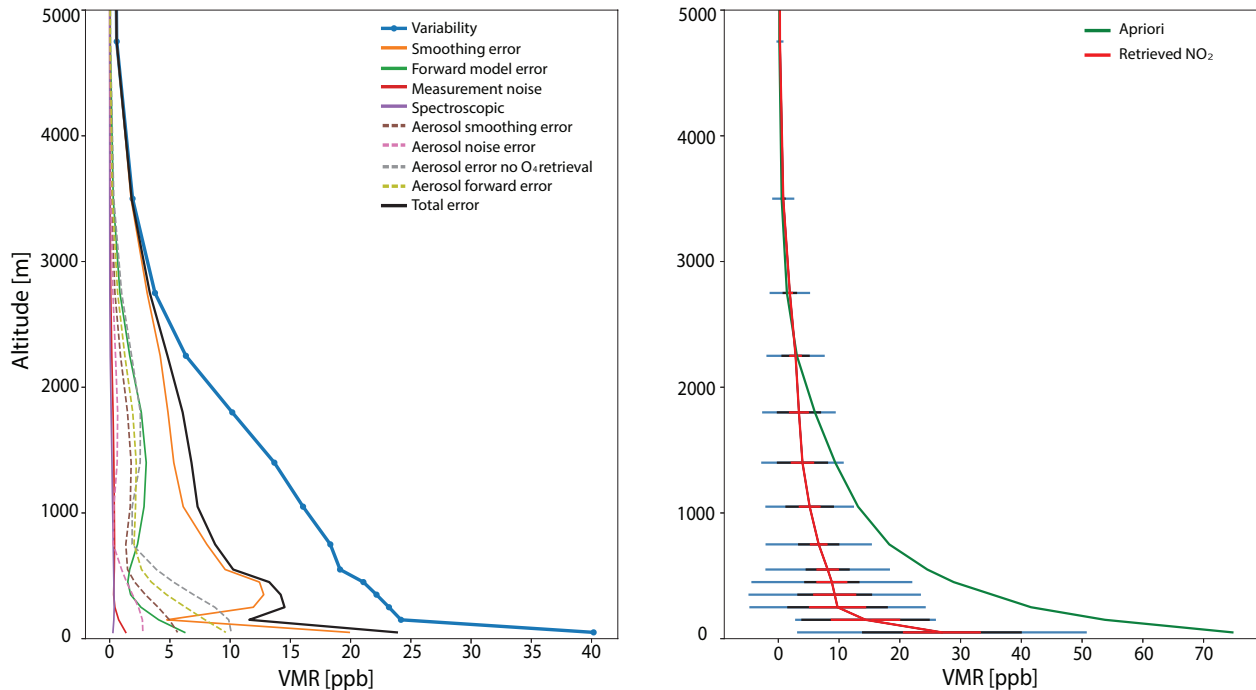 5000
4000
3000
2000
1000
0
Altitude [m]
Variability
Smoothing error
Forward model error
Measurement noise
Spectroscopic
Aerosol smoothing error
Aerosol noise error
Aerosol error no O₄ retrieval
Aerosol forward error
Total error
0 5 10 15 20 25 30 35 40
VMR [ppb]
5000
4000
3000
2000
1000
0
Apriori
Retrieved NO₂
0 10 20 30 40 50 60 70
VMR [ppb]